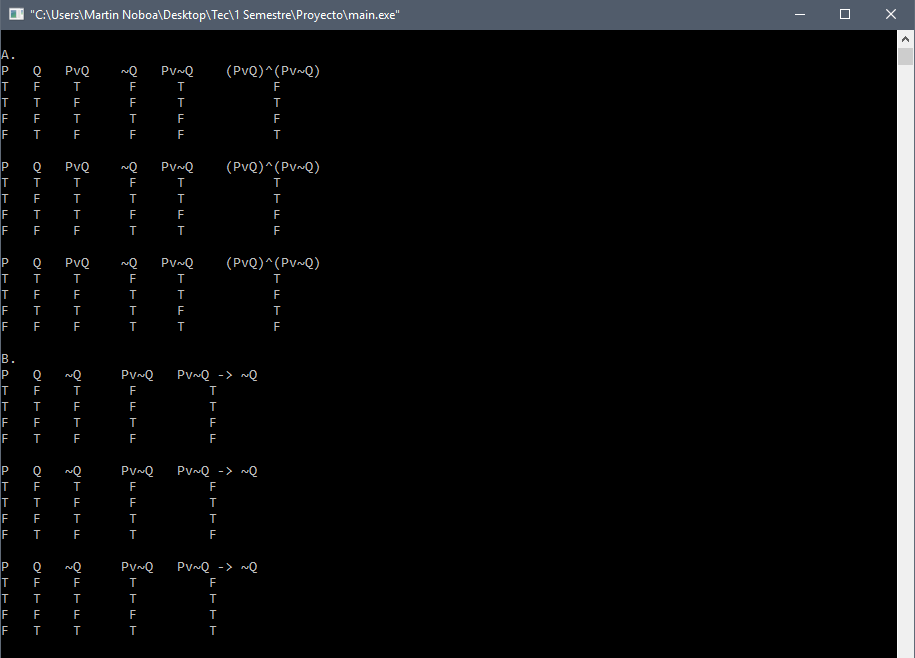 "C:\Users\Martin Noboa\Desktop\Tec\1 Semestre\Proyecto\main.exe"
A.
P Q PvQ ~Q Pv~Q (PvQ)^(Pv~Q)
T F T F T F
T T F F T T
F F T T F F
F T F F F T
P Q PvQ ~Q Pv~Q (PvQ)^(Pv~Q)
T T T F T T
T F T T T T
F T T F F F
F F F T T F
P Q PvQ ~Q Pv~Q (PvQ)^(Pv~Q)
T T T F T T
T F F T T F
F T T T F T
F F F T T F
B.
P Q ~Q Pv~Q Pv~Q -> ~Q
T F T F T
T T F F T
F F T T F
F T F F F
P Q ~Q Pv~Q Pv~Q -> ~Q
T F T F F
T T F F T
F F T T T
F T F T F
P Q ~Q Pv~Q Pv~Q -> ~Q
T F F T F
T T T T T
F F F T T
F T T T T